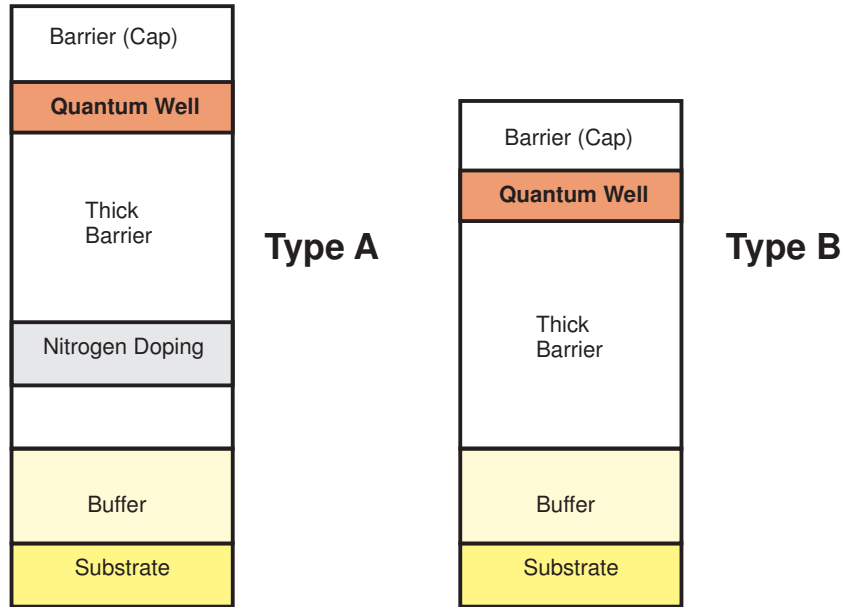 Barrier (Cap)
Quantum Well
Thick
Barrier
Nitrogen Doping
Buffer
Substrate
Type A
Barrier (Cap)
Quantum Well
Thick
Barrier
Buffer
Substrate
Type B